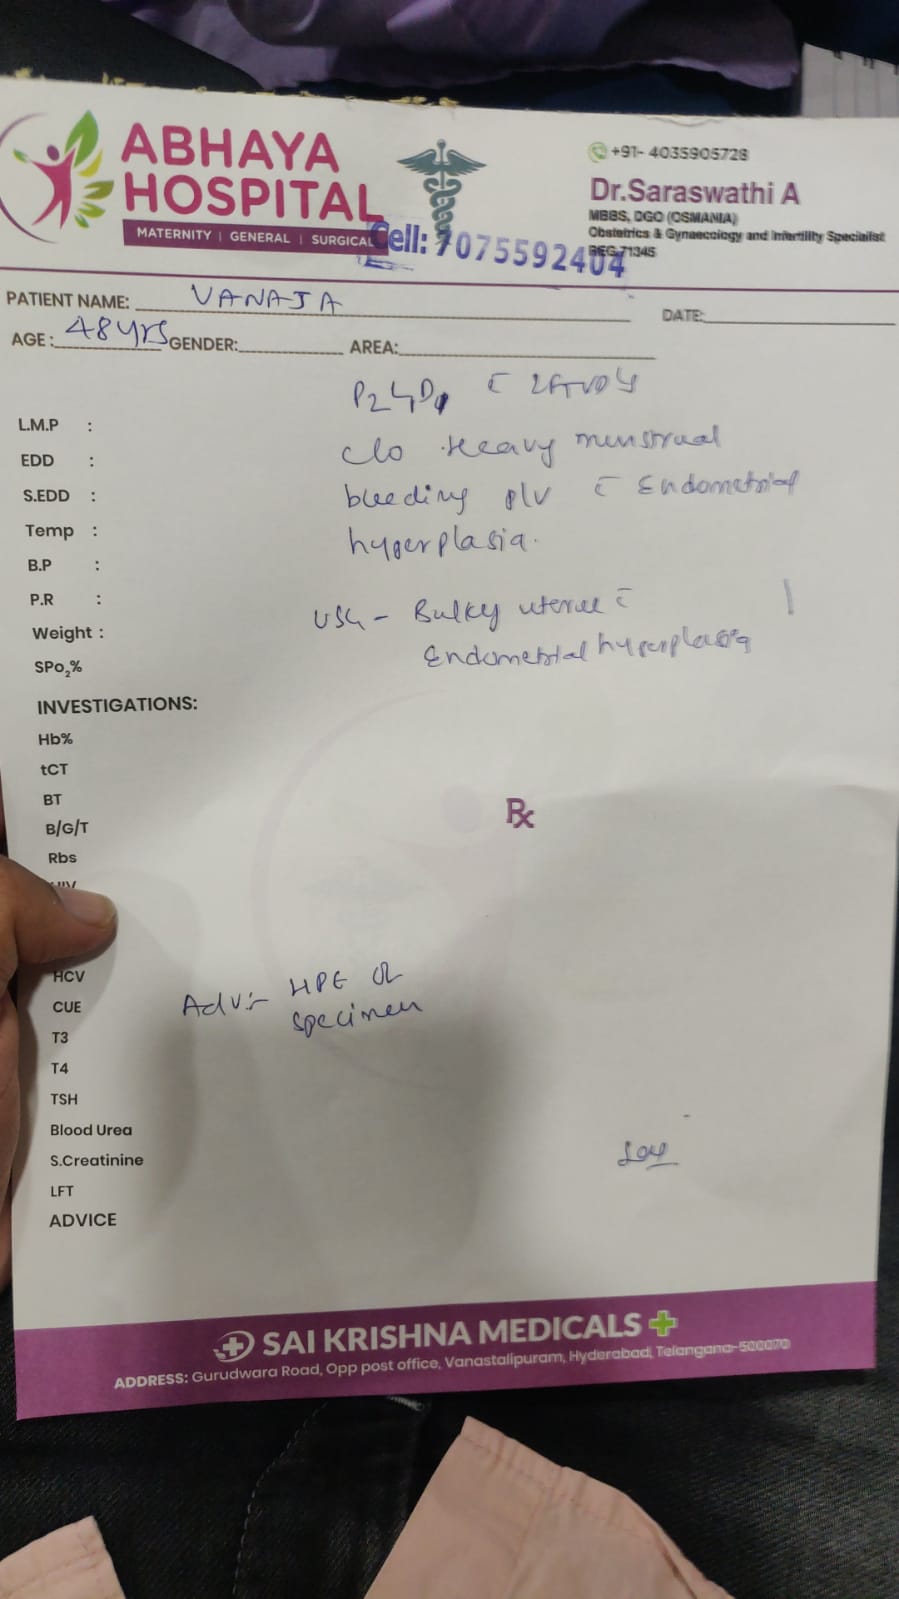 ABHAYA
HOSPITAL
MATERNITY | GENERAL | SURGICAL
Cell: 7075592404
+91- 4035905728
Dr.Saraswathi A
MBBS, DGO (OSMANIA)
Obstetrics & Gynaecology and Infertility Specialist
REG.71345
PATIENT NAME: VANAJA
DATE:
AGE: 48 yrs GENDER: AREA:
L.M.P :
EDD :
S.EDD :
Temp :
B.P :
P.R :
Weight :
SPo₂%
P2L2
c/o Heavy menstrual
bleeding p/v c̄ Endometrial
hyperplasia.
USG - Bulky uterus c̄
Endometrial hyperplasia
INVESTIGATIONS:
Hb%
tCT
BT
B/G/T
Rbs
HCV
CUE
T3
T4
TSH
Blood Urea
S.Creatinine
LFT
ADVICE
Rx
Adv:- HPE of
specimen
SAI KRISHNA MEDICALS
ADDRESS: Gurudwara Road, Opp post office, Vanastalipuram, Hyderabad, Telangana-500070